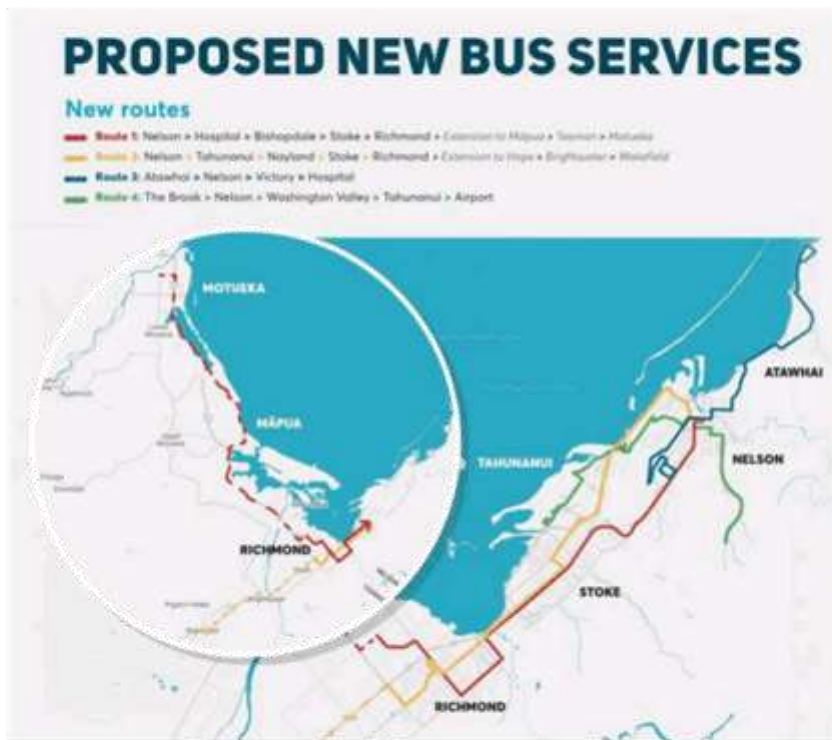 PROPOSED NEW BUS SERVICES
New routes
Route 1: Nelson > Hospital > Bishopdale > Stoke > Richmond > Extension to Māpua > Tasman > Motueka
Route 2: Nelson > Tahunanui > Nayland > Stoke > Richmond > Extension to Hope > Brightwater > Wakefield
Route 3: Atawhai > Nelson > Victory > Hospital
Route 4: The Brook > Nelson > Washington Valley > Tahunanui > Airport
MOTUEKA
ATAWHAI
MĀPUA
TAHUNANUI
NELSON
RICHMOND
STOKE
RICHMOND